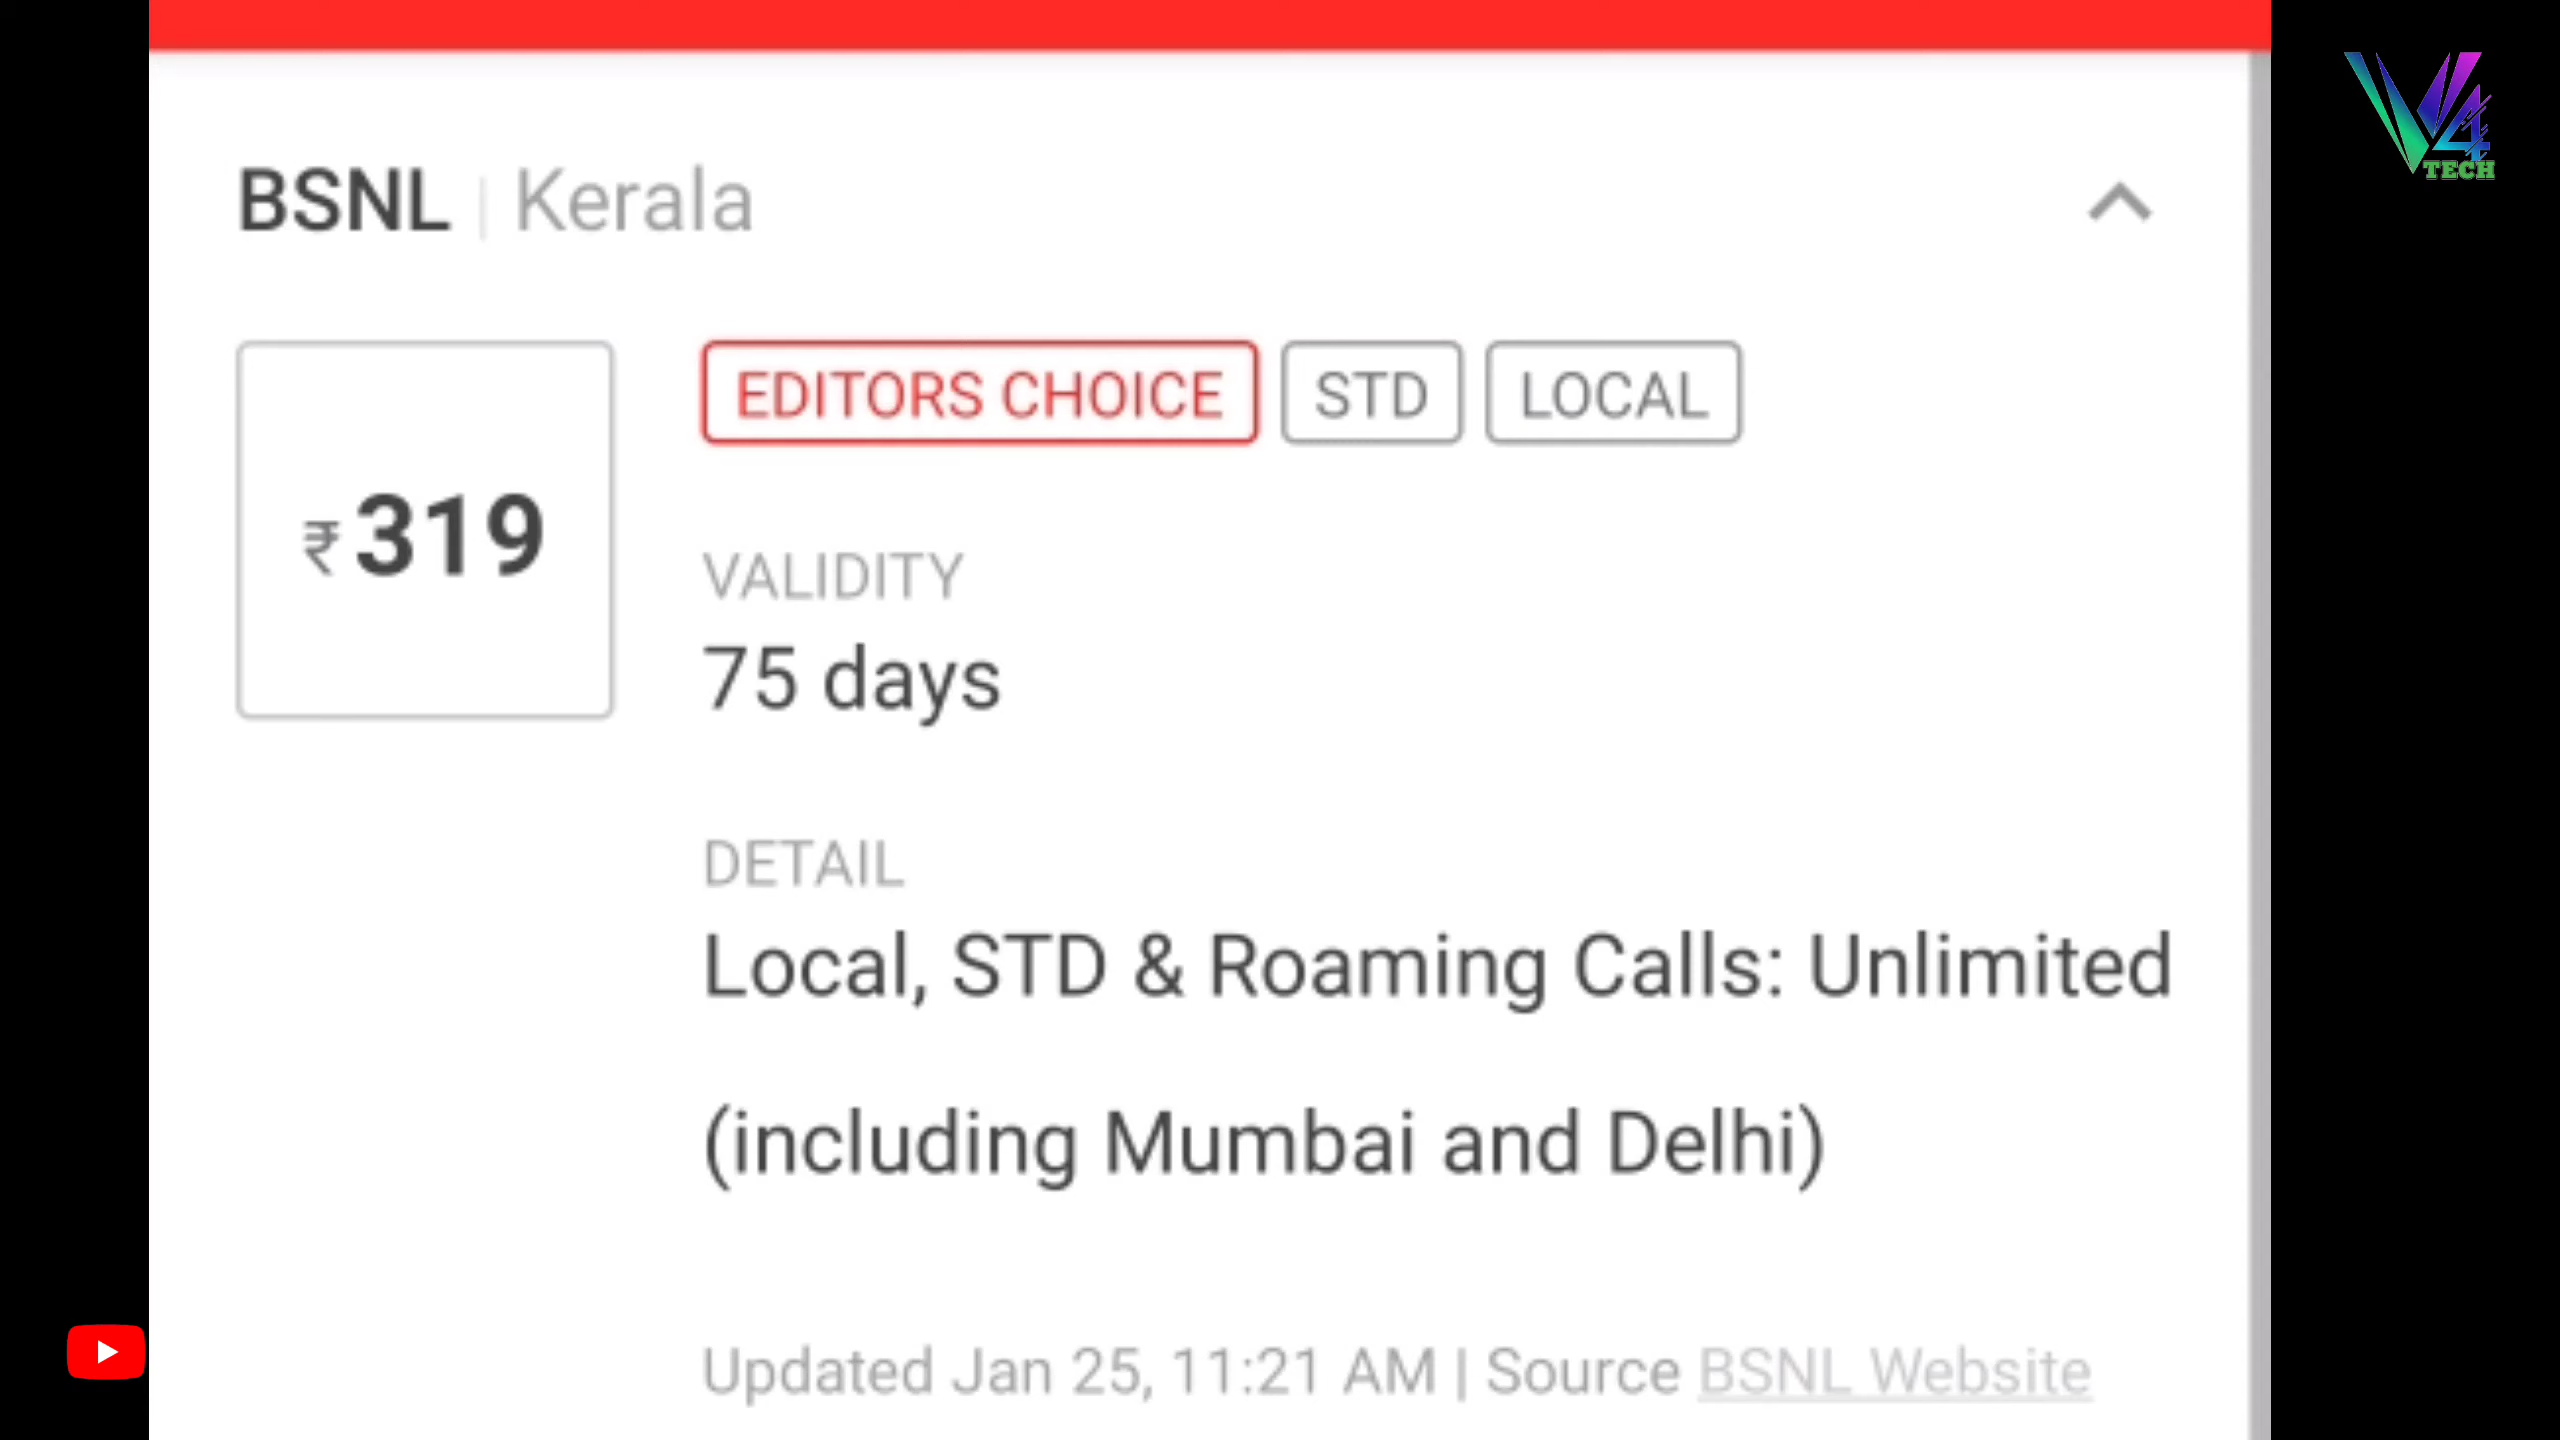 V4
TECH
BSNL | Kerala
₹319
EDITORS CHOICE
STD
LOCAL
VALIDITY
75 days
DETAIL
Local, STD & Roaming Calls: Unlimited
(including Mumbai and Delhi)
Updated Jan 25, 11:21 AM | Source BSNL Website